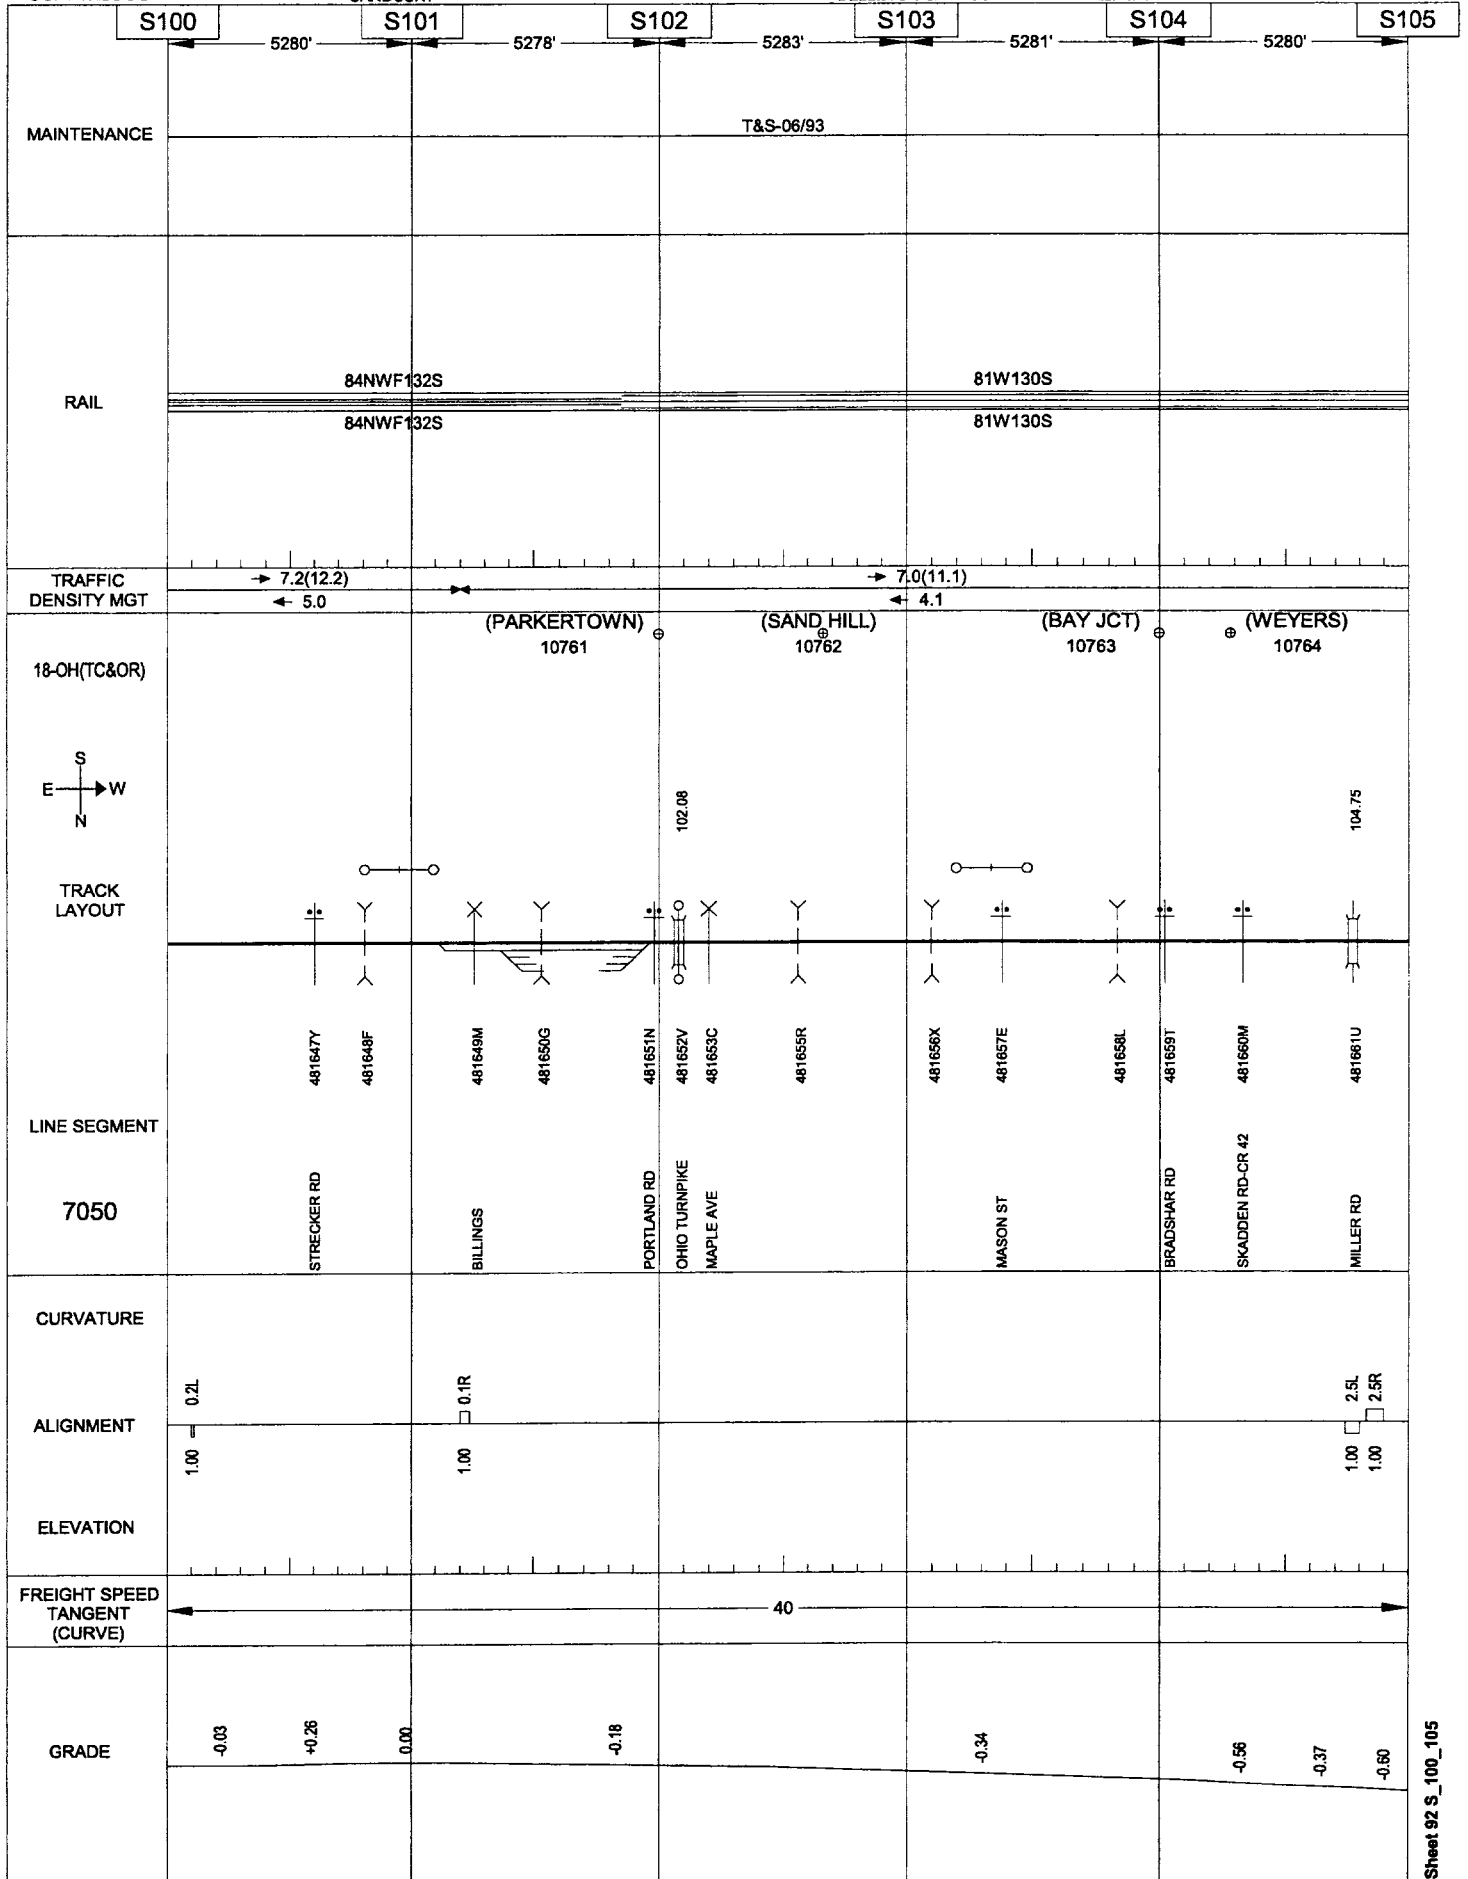 S100 S101 S102 S103 S104 S105
5280' 5278' 5283' 5281' 5280'
MAINTENANCE
T&S-06/93
84NWF132S 81W130S
RAIL
84NWF132S 81W130S
TRAFFIC
DENSITY MGT
7.2(12.2) 7.0(11.1)
5.0 4.1
(PARKERTOWN) (SAND HILL) (BAY JCT) (WEYERS)
10761 10762 10763 10764
18-OH(TC&OR)
S
E W
N
102.08 104.75
TRACK
LAYOUT
481647Y
481648F
481649M
481650G
481651N
481652V
481653C
481655R
481656X
481657E
481658L
481659T
481660M
481661U
LINE SEGMENT
7050
STRECKER RD
BILLINGS
PORTLAND RD
OHIO TURNPIKE
MAPLE AVE
MASON ST
BRADSHAR RD
SKADDEN RD-CR 42
MILLER RD
CURVATURE
0.2L 0.1R 2.5L 2.5R
ALIGNMENT
1.00 1.00 1.00 1.00
ELEVATION
FREIGHT SPEED
TANGENT
(CURVE)
40
GRADE
-0.03 +0.26 0.00 -0.18 -0.34 -0.56 -0.37 -0.60
Sheet 92 S_100_105